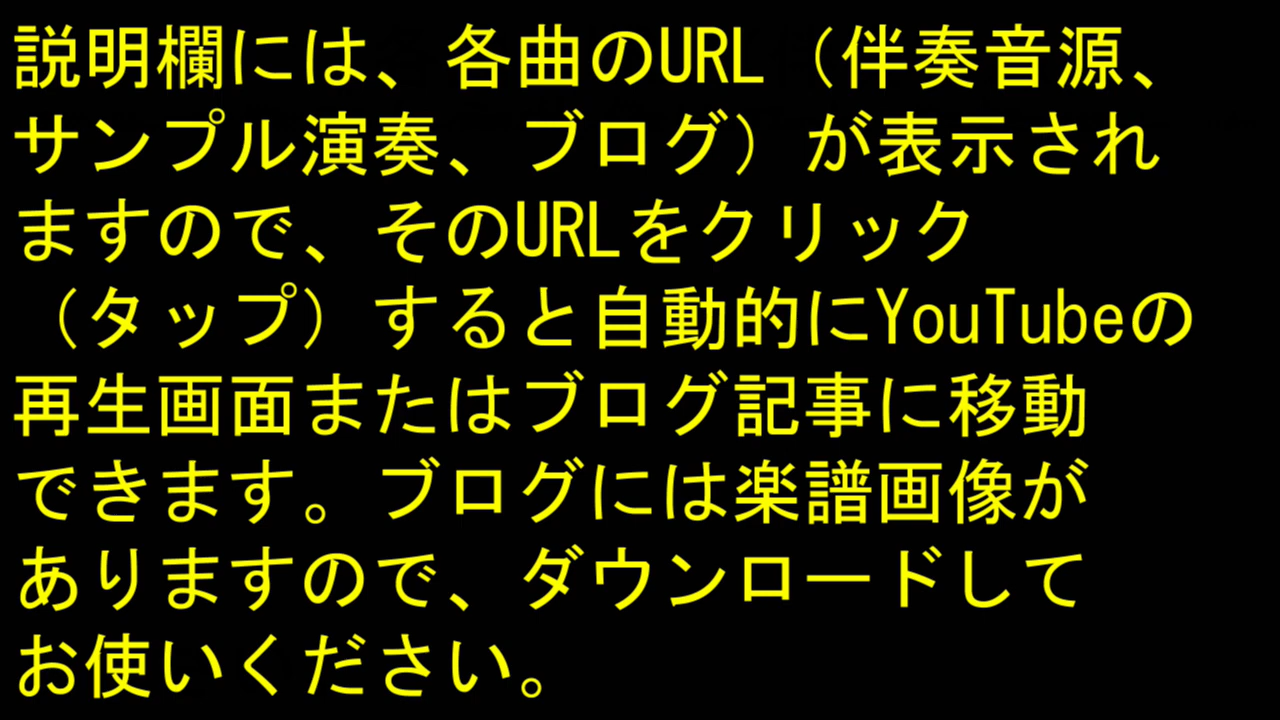 説明欄には、各曲のURL（伴奏音源、
サンプル演奏、ブログ）が表示され
ますので、そのURLをクリック
（タップ）すると自動的にYouTubeの
再生画面またはブログ記事に移動
できます。ブログには楽譜画像が
ありますので、ダウンロードして
お使いください。